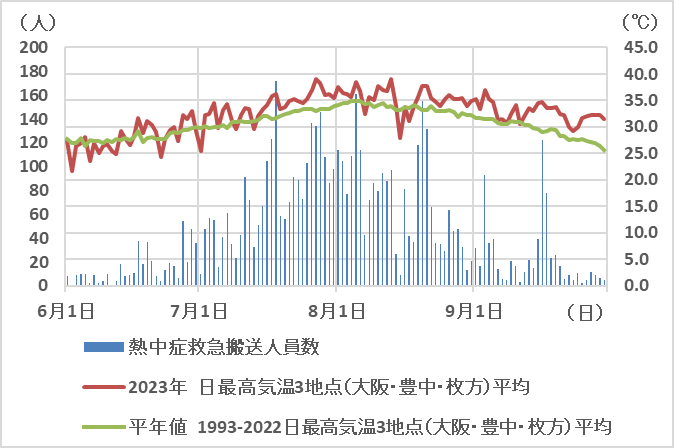 (人) (℃)
200 45.0
180 40.0
160 35.0
140 30.0
120 25.0
100 20.0
80 15.0
60 10.0
40 5.0
20 0.0
0
6月1日 7月1日 8月1日 9月1日 (日)
熱中症救急搬送人員数
2023年 日最高気温3地点(大阪・豊中・枚方)平均
平年値 1993-2022日最高気温3地点(大阪・豊中・枚方)平均